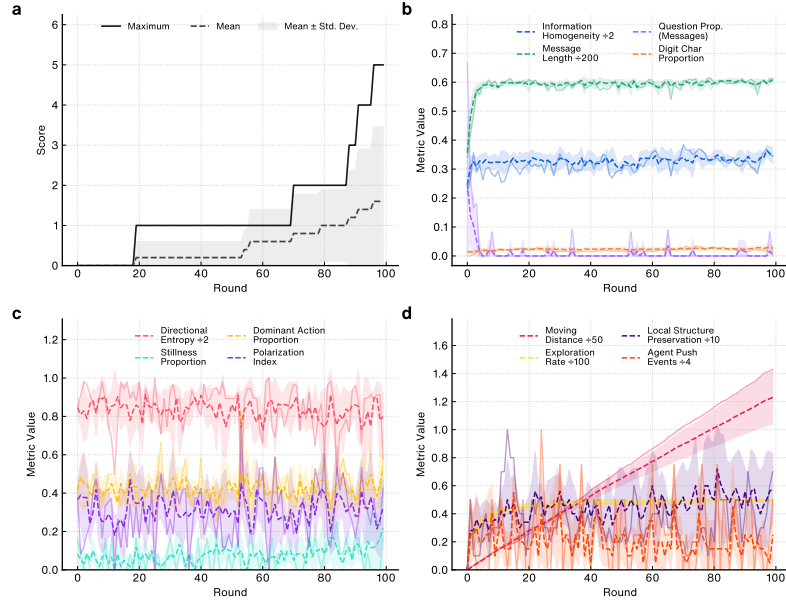 a
Maximum
Mean
Mean ± Std. Dev.
6
5
4
3
2
1
0
Score
0
20
40
60
80
100
Round
b
Information
Homogeneity ÷2
Message
Length ÷200
Question Prop.
(Messages)
Digit Char
Proportion
0.8
0.7
0.6
0.5
0.4
0.3
0.2
0.1
0.0
Metric Value
0
20
40
60
80
100
Round
c
Directional
Entropy ÷2
Stillness
Proportion
Dominant Action
Proportion
Polarization
Index
1.2
1.0
0.8
0.6
0.4
0.2
0.0
Metric Value
0
20
40
60
80
100
Round
d
Moving
Distance ÷50
Exploration
Rate ÷100
Local Structure
Preservation ÷10
Agent Push
Events ÷4
1.6
1.4
1.2
1.0
0.8
0.6
0.4
0.2
0.0
Metric Value
0
20
40
60
80
100
Round